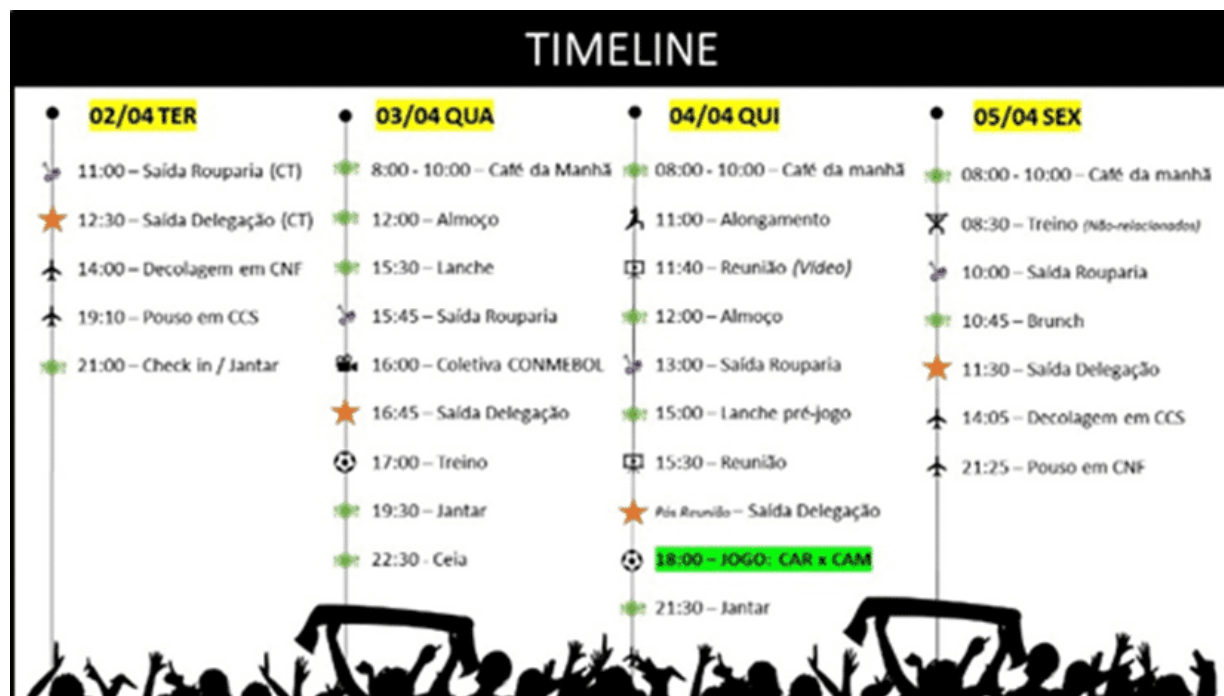 TIMELINE
02/04 TER
11:00 – Saída Rouparia (CT)
12:30 – Saída Delegação (CT)
14:00 – Decolagem em CNF
19:10 – Pouso em CCS
21:00 – Check in / Jantar
03/04 QUA
8:00 - 10:00 – Café da Manhã
12:00 – Almoço
15:30 – Lanche
15:45 – Saída Rouparia
16:00 – Coletiva CONMEBOL
16:45 – Saída Delegação
17:00 – Treino
19:30 – Jantar
22:30 - Ceia
04/04 QUI
08:00 - 10:00 – Café da manhã
11:00 – Alongamento
11:40 – Reunião (Vídeo)
12:00 – Almoço
13:00 – Saída Rouparia
15:00 – Lanche pré-jogo
15:30 – Reunião
Pós Reunião – Saída Delegação
18:00 – JOGO: CAR x CAM
21:30 – Jantar
05/04 SEX
08:00 - 10:00 – Café da manhã
08:30 – Treino (Não-relacionados)
10:00 – Saída Rouparia
10:45 – Brunch
11:30 – Saída Delegação
14:05 – Decolagem em CCS
21:25 – Pouso em CNF